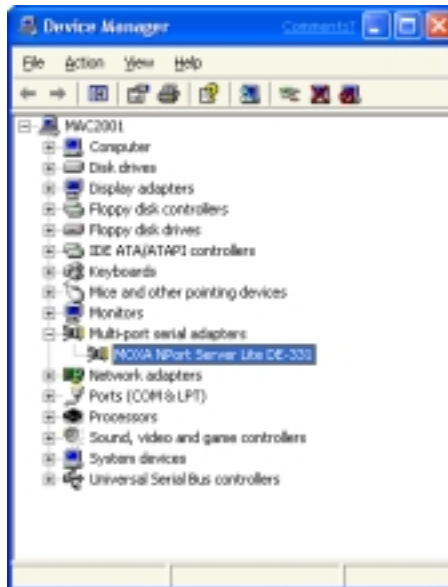 Device Manager Comments?
File Action View Help
MAC2001
Computer
Disk drives
Display adapters
Floppy disk controllers
Floppy disk drives
IDE ATA/ATAPI controllers
Keyboards
Mice and other pointing devices
Monitors
Multi-port serial adapters
MOXA NPort Server Lite DE-331
Network adapters
Ports (COM & LPT)
Processors
Sound, video and game controllers
System devices
Universal Serial Bus controllers